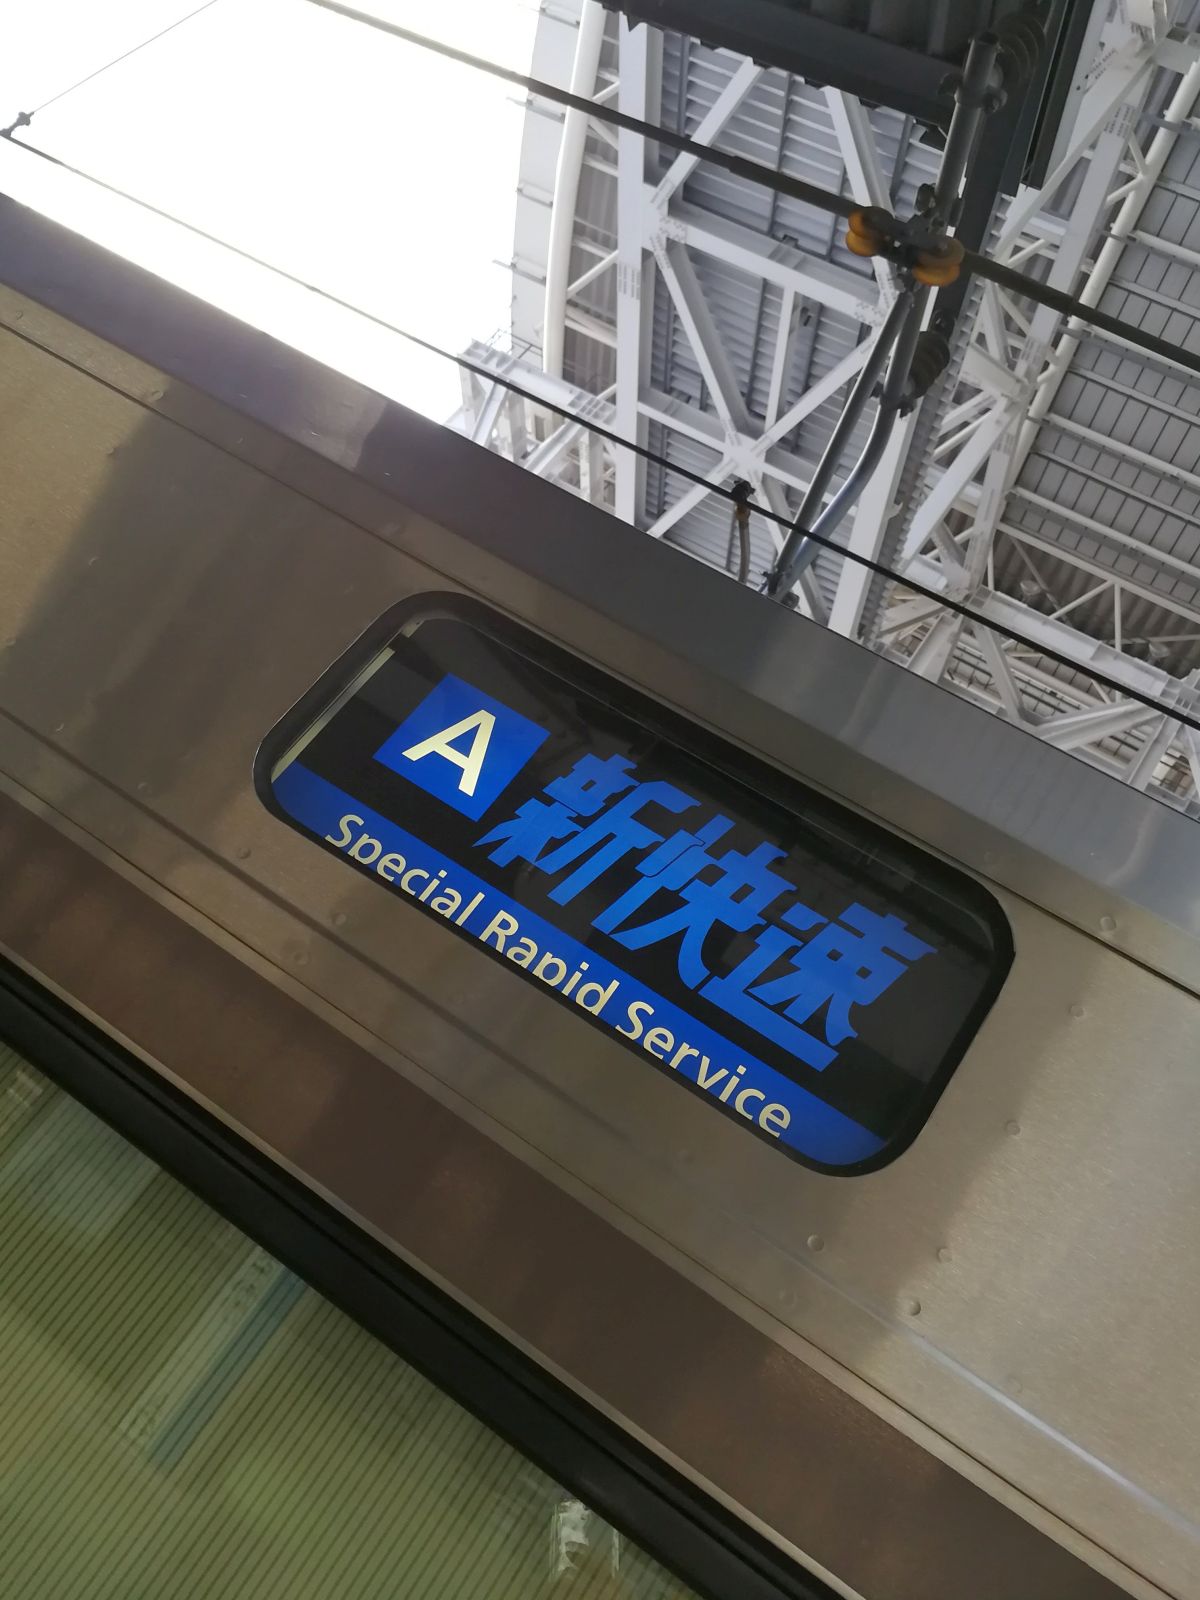 A 新快速
Special Rapid Service